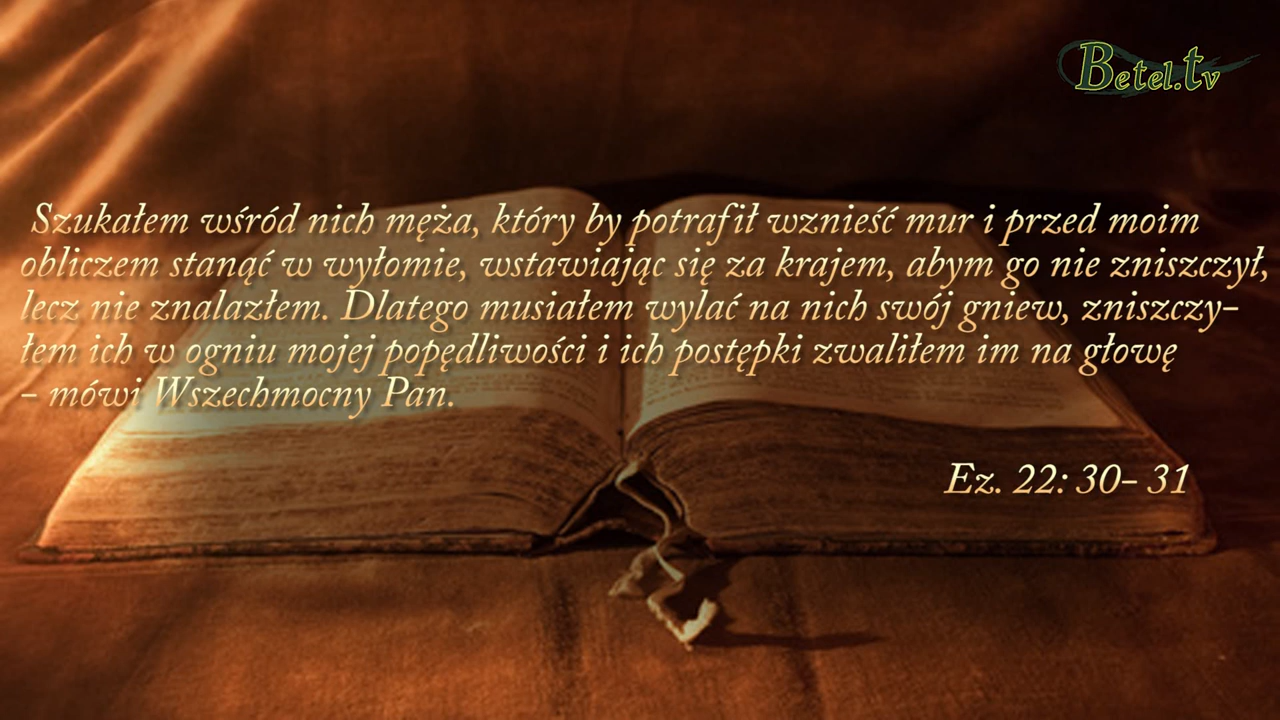 Betel.tv
Szukałem wśród nich męża, który by potrafił wznieść mur i przed moim
obliczem stanąć w wyłomie, wstawiając się za krajem, abym go nie zniszczył,
lecz nie znalazłem. Dlatego musiałem wylać na nich swój gniew, zniszczy-
łem ich w ogniu mojej popędliwości i ich postępki zwaliłem im na głowę
- mówi Wszechmocny Pan.
Ez. 22: 30- 31